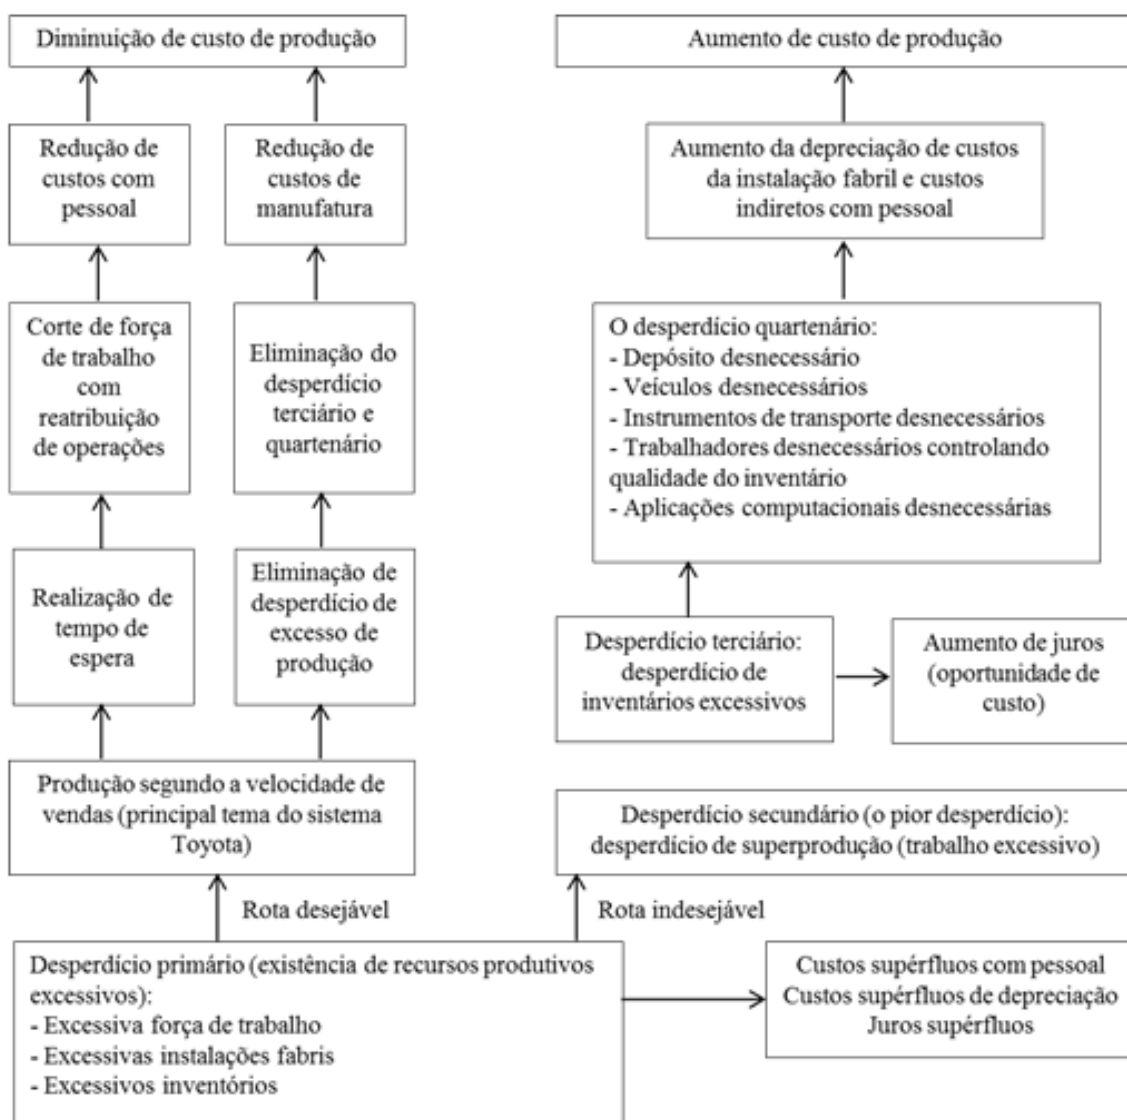 Diminuição de custo de produção
Aumento de custo de produção
Redução de
custos com
pessoal
Redução de
custos de
manufatura
Aumento da depreciação de custos
da instalação fabril e custos
indiretos com pessoal
Corte de força
de trabalho
com
reatribuição
de operações
Eliminação do
desperdício
terciário e
quartenário
O desperdício quartenário:
- Depósito desnecessário
- Veículos desnecessários
- Instrumentos de transporte desnecessários
- Trabalhadores desnecessários controlando
qualidade do inventário
- Aplicações computacionais desnecessárias
Realização de
tempo de
espera
Eliminação de
desperdício de
excesso de
produção
Desperdício terciário:
desperdício de
inventários excessivos
Aumento de juros
(oportunidade de
custo)
Produção segundo a velocidade de
vendas (principal tema do sistema
Toyota)
Desperdício secundário (o pior desperdício):
desperdício de superprodução (trabalho excessivo)
Rota desejável
Rota indesejável
Desperdício primário (existência de recursos produtivos
excessivos):
- Excessiva força de trabalho
- Excessivas instalações fabris
- Excessivos inventórios
Custos supérfluos com pessoal
Custos supérfluos de depreciação
Juros supérfluos